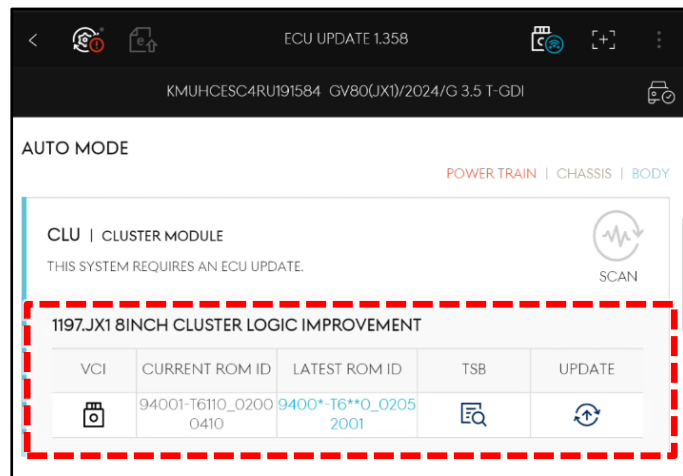 ECU UPDATE 1.358
KMUHCESC4RU191584 GV80(JX1)/2024/G 3.5 T-GDI
AUTO MODE
POWER TRAIN | CHASSIS | BODY
CLU | CLUSTER MODULE
THIS SYSTEM REQUIRES AN ECU UPDATE.
SCAN
1197.JX1 8INCH CLUSTER LOGIC IMPROVEMENT
VCI CURRENT ROM ID LATEST ROM ID TSB UPDATE
94001-T6110_0200 9400*-T6**0_0205
0410 2001